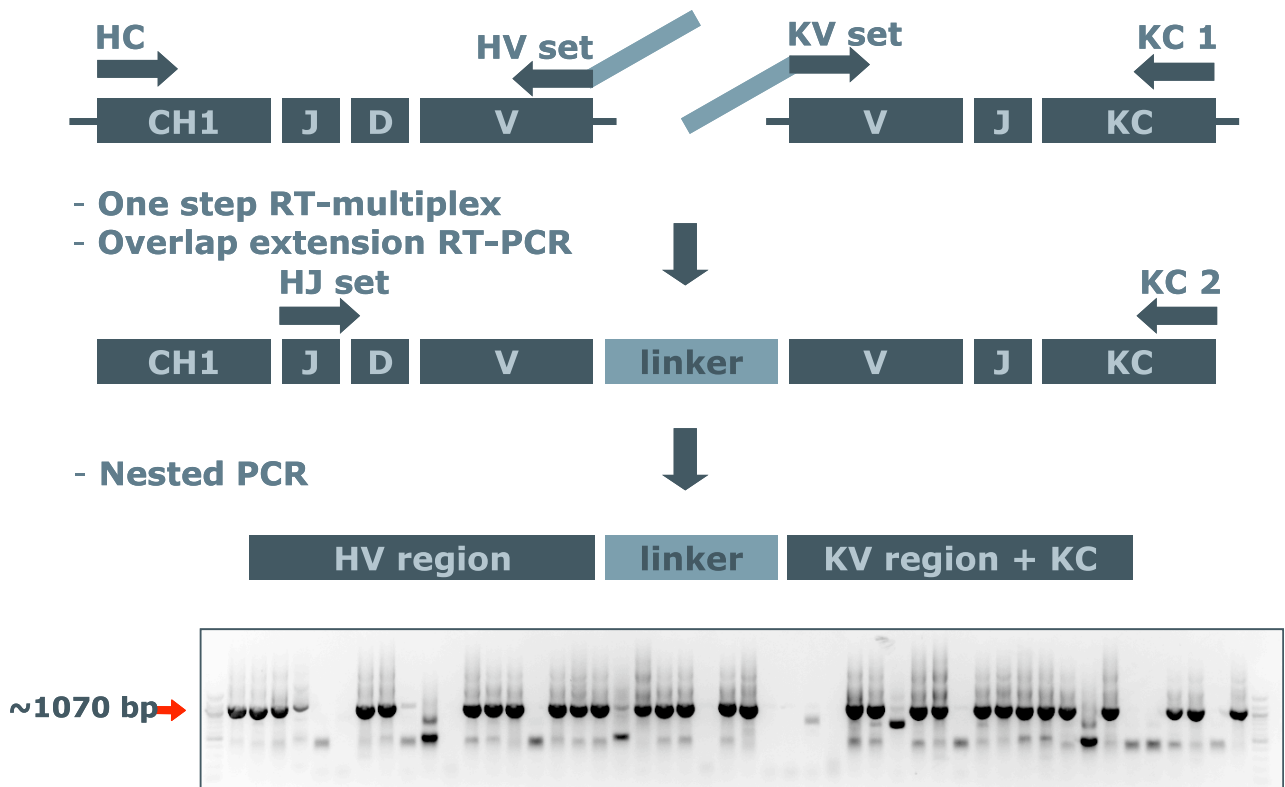 HC
HV set
KV set
KC 1
CH1 J D V V J KC
- One step RT-multiplex
- Overlap extension RT-PCR
HJ set
KC 2
CH1 J D V linker V J KC
- Nested PCR
HV region linker KV region + KC
~1070 bp